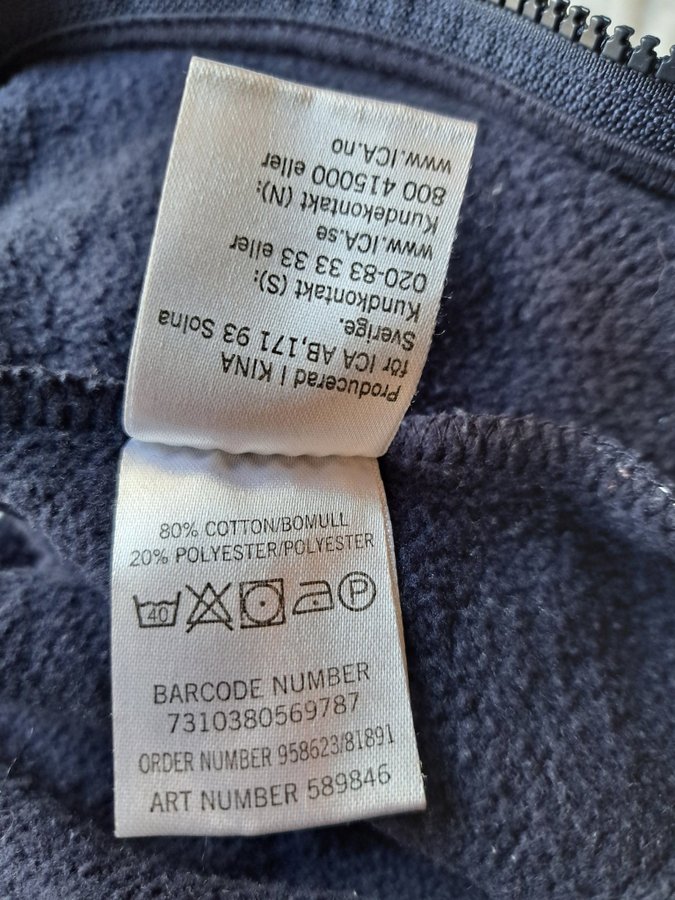 Producerad I KINA
för ICA AB,171 93 Solna
Sverige.
Kundkontakt (S):
020-83 33 33 eller
www.ICA.se
Kundekontakt (N):
800 415000 eller
www.ICA.no
80% COTTON/BOMULL
20% POLYESTER/POLYESTER
40 P
BARCODE NUMBER
7310380569787
ORDER NUMBER 958623/81891
ART NUMBER 589846